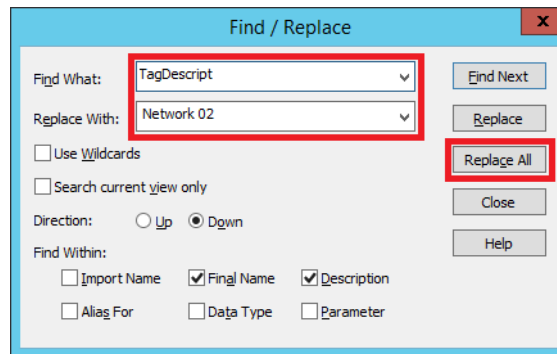 Find / Replace
x
Find What: TagDescript Find Next
Replace With: Network 02 Replace
Use Wildcards Replace All
Search current view only
Close
Direction: Up Down
Help
Find Within:
Import Name Final Name Description
Alias For Data Type Parameter